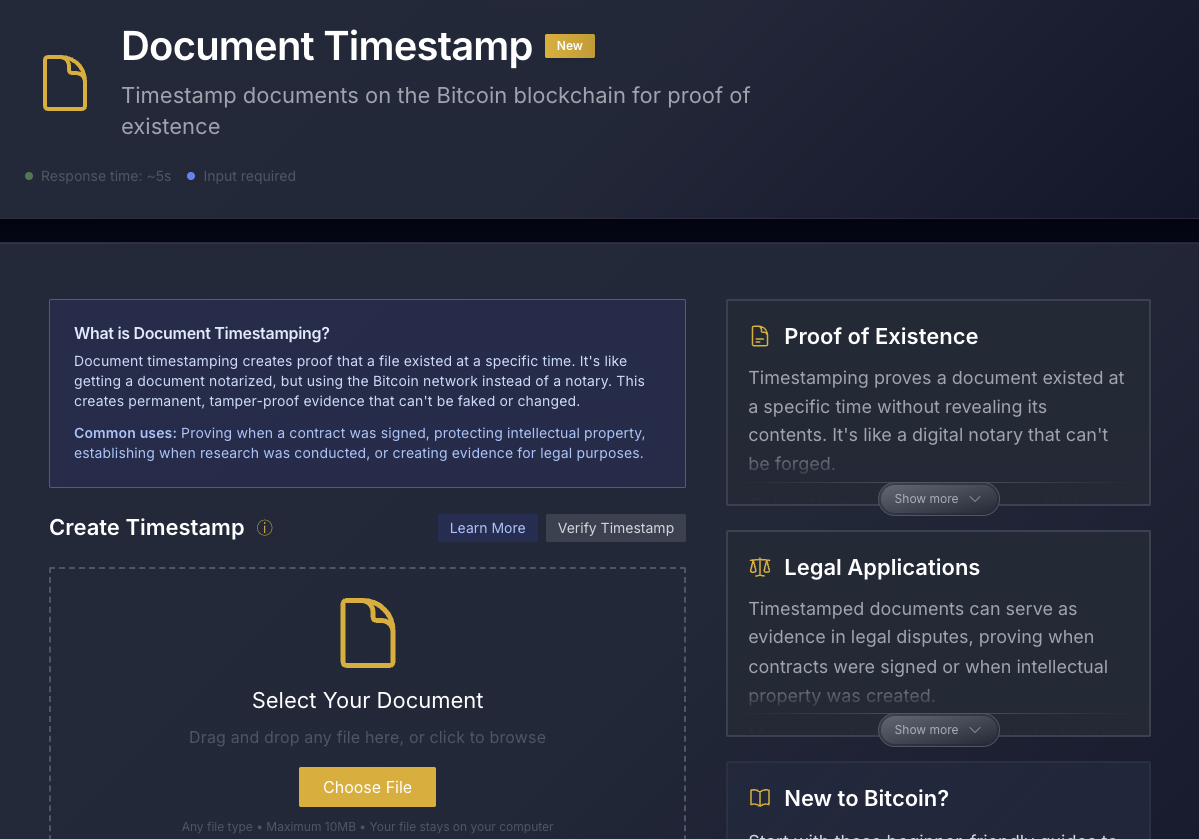 Document Timestamp New
Timestamp documents on the Bitcoin blockchain for proof of
existence
Response time: ~5s Input required
What is Document Timestamping?
Document timestamping creates proof that a file existed at a specific time. It's like
getting a document notarized, but using the Bitcoin network instead of a notary. This
creates permanent, tamper-proof evidence that can't be faked or changed.
Common uses: Proving when a contract was signed, protecting intellectual property,
establishing when research was conducted, or creating evidence for legal purposes.
Create Timestamp
Learn More Verify Timestamp
Select Your Document
Drag and drop any file here, or click to browse
Choose File
Any file type • Maximum 10MB • Your file stays on your computer
Proof of Existence
Timestamping proves a document existed at
a specific time without revealing its
contents. It's like a digital notary that can't
be forged.
Show more
Legal Applications
Timestamped documents can serve as
evidence in legal disputes, proving when
contracts were signed or when intellectual
property was created.
Show more
New to Bitcoin?
Start with these beginner-friendly guides to